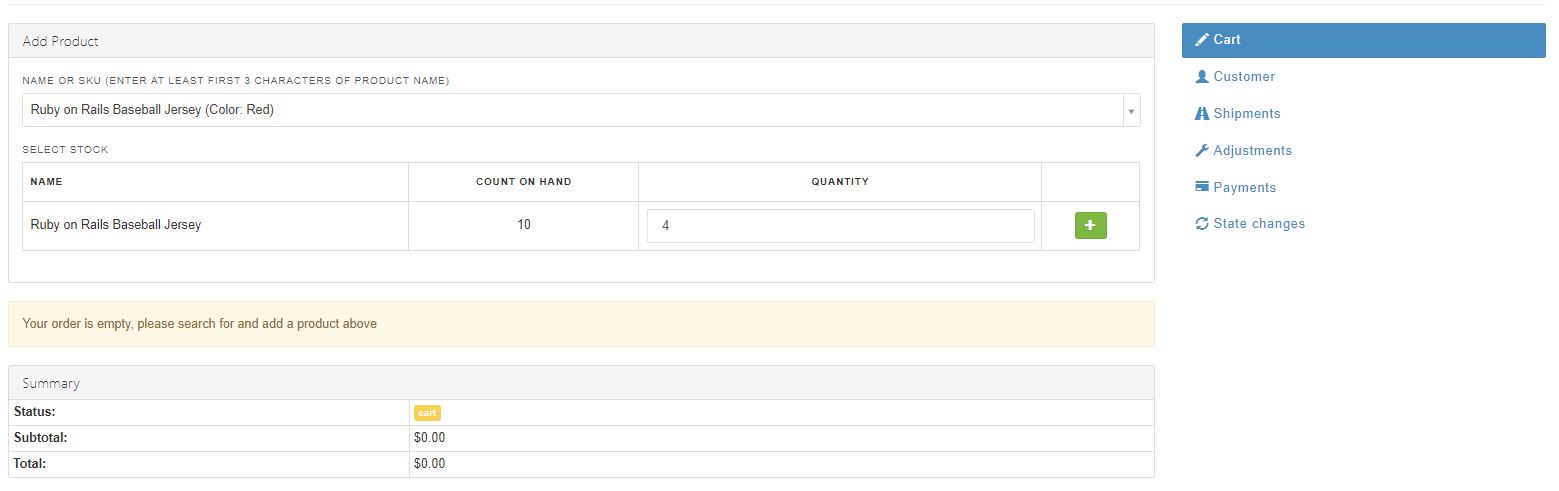 Add Product
NAME OR SKU (ENTER AT LEAST FIRST 3 CHARACTERS OF PRODUCT NAME)
Ruby on Rails Baseball Jersey (Color: Red)
SELECT STOCK
NAME COUNT ON HAND QUANTITY
Ruby on Rails Baseball Jersey 10 4
Your order is empty, please search for and add a product above
Summary
Status: cart
Subtotal: $0.00
Total: $0.00
Cart
Customer
Shipments
Adjustments
Payments
State changes